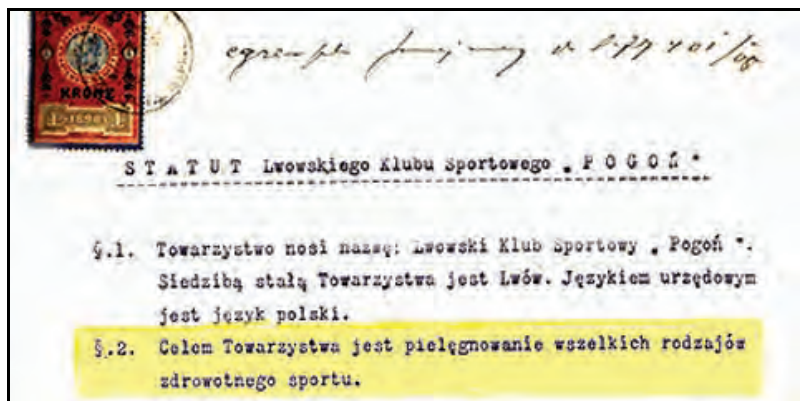 KRONE
STATUT Lwowskiego Klubu Sportowego „POGOŃ"
§.1. Towarzystwo nosi nazwę: Lwowski Klub Sportowy „Pogoń".
Siedzibą stałą Towarzystwa jest Lwów. Językiem urzędowym
jest język polski.
§.2. Celem Towarzystwa jest pielęgnowanie wszelkich rodzajów
zdrowotnego sportu.